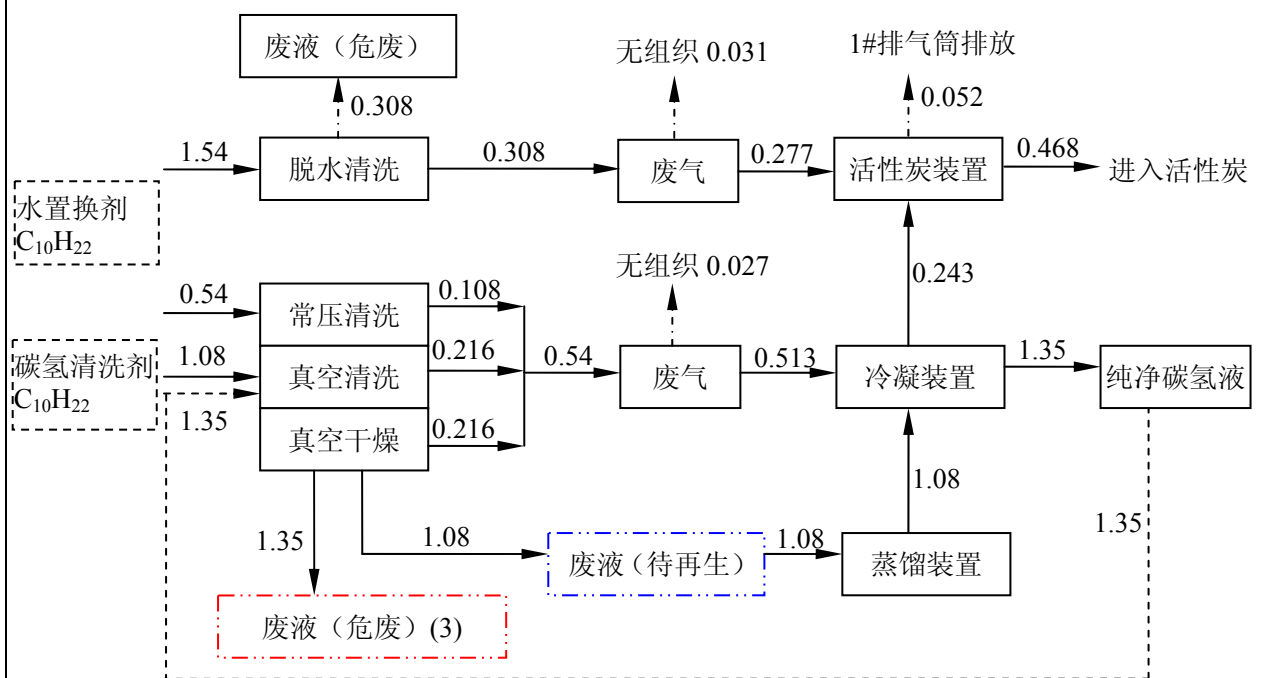 废液（危废）
0.308
无组织 0.031
1#排气筒排放
0.052
1.54
脱水清洗
0.308
废气
0.277
活性炭装置
0.468
进入活性炭
水置换剂
C₁₀H₂₂
无组织 0.027
0.243
0.54
常压清洗
0.108
碳氢清洗剂
C₁₀H₂₂
1.08
真空清洗
0.216
0.54
废气
0.513
冷凝装置
1.35
纯净碳氢液
1.35
真空干燥
0.216
1.08
1.35
1.08
废液（待再生）
1.08
蒸馏装置
1.35
废液（危废）(3)